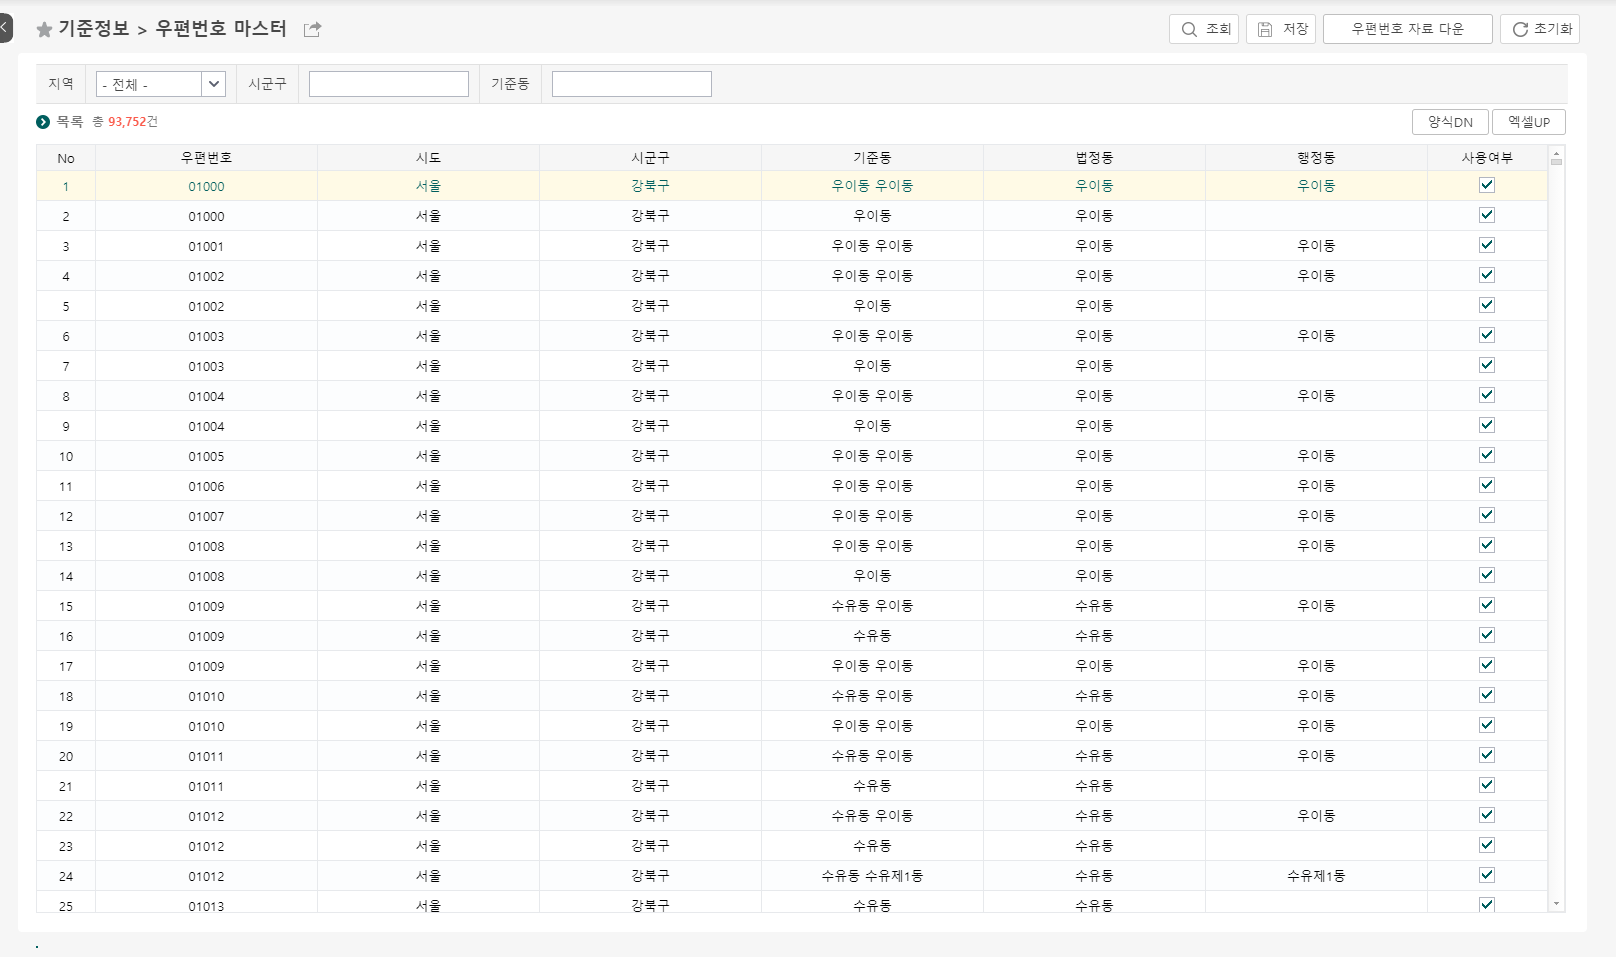 기준정보 > 우편번호 마스터
조회 저장 우편번호 자료 다운 초기화
지역 - 전체 - 시군구 기준동
목록 총 93,752건
양식DN 엑셀UP
No 우편번호 시도 시군구 기준동 법정동 행정동 사용여부
1 01000 서울 강북구 우이동 우이동 우이동 우이동
2 01000 서울 강북구 우이동 우이동
3 01001 서울 강북구 우이동 우이동 우이동 우이동
4 01002 서울 강북구 우이동 우이동 우이동 우이동
5 01002 서울 강북구 우이동 우이동
6 01003 서울 강북구 우이동 우이동 우이동 우이동
7 01003 서울 강북구 우이동 우이동
8 01004 서울 강북구 우이동 우이동 우이동 우이동
9 01004 서울 강북구 우이동 우이동
10 01005 서울 강북구 우이동 우이동 우이동 우이동
11 01006 서울 강북구 우이동 우이동 우이동 우이동
12 01007 서울 강북구 우이동 우이동 우이동 우이동
13 01008 서울 강북구 우이동 우이동 우이동 우이동
14 01008 서울 강북구 우이동 우이동
15 01009 서울 강북구 수유동 우이동 수유동 우이동
16 01009 서울 강북구 수유동 수유동
17 01009 서울 강북구 우이동 우이동 우이동 우이동
18 01010 서울 강북구 수유동 우이동 수유동 우이동
19 01010 서울 강북구 우이동 우이동 우이동 우이동
20 01011 서울 강북구 수유동 우이동 수유동 우이동
21 01011 서울 강북구 수유동 수유동
22 01012 서울 강북구 수유동 우이동 수유동 우이동
23 01012 서울 강북구 수유동 수유동
24 01012 서울 강북구 수유동 수유제1동 수유동 수유제1동
25 01013 서울 강북구 수유동 수유동